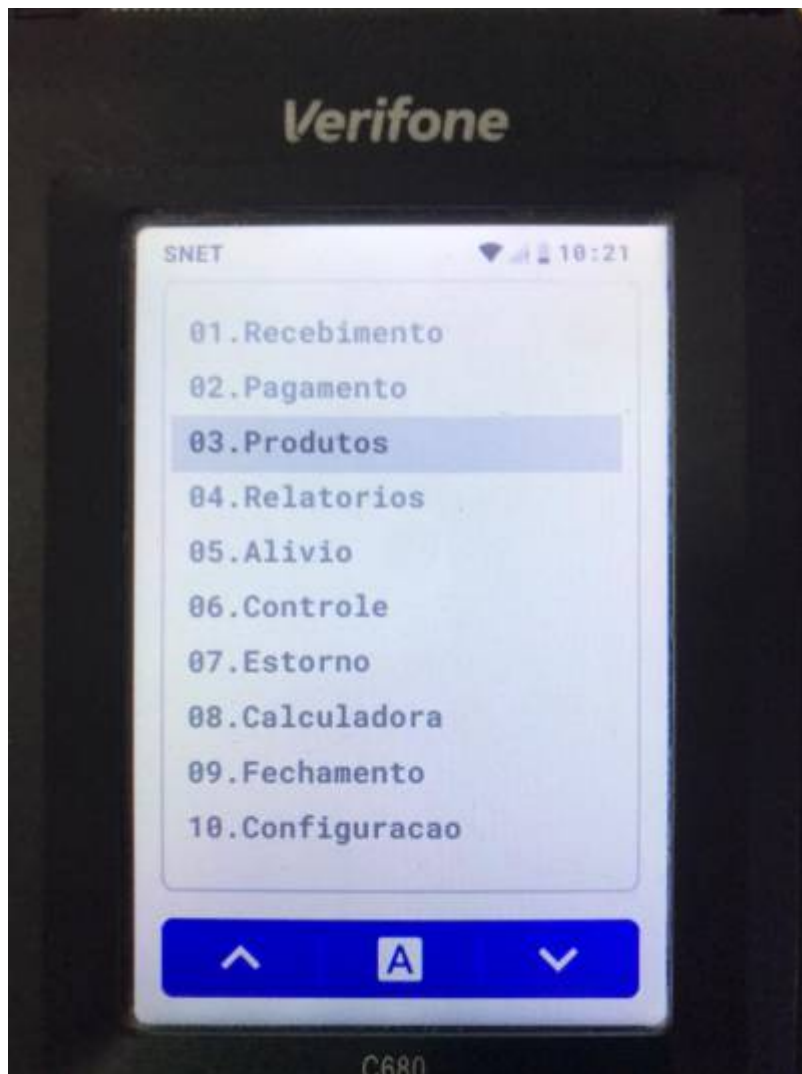 Verifone
SNET 10:21
01.Recebimento
02.Pagamento
03.Produtos
04.Relatorios
05.Alivio
06.Controle
07.Estorno
08.Calculadora
09.Fechamento
10.Configuracao
A
C680